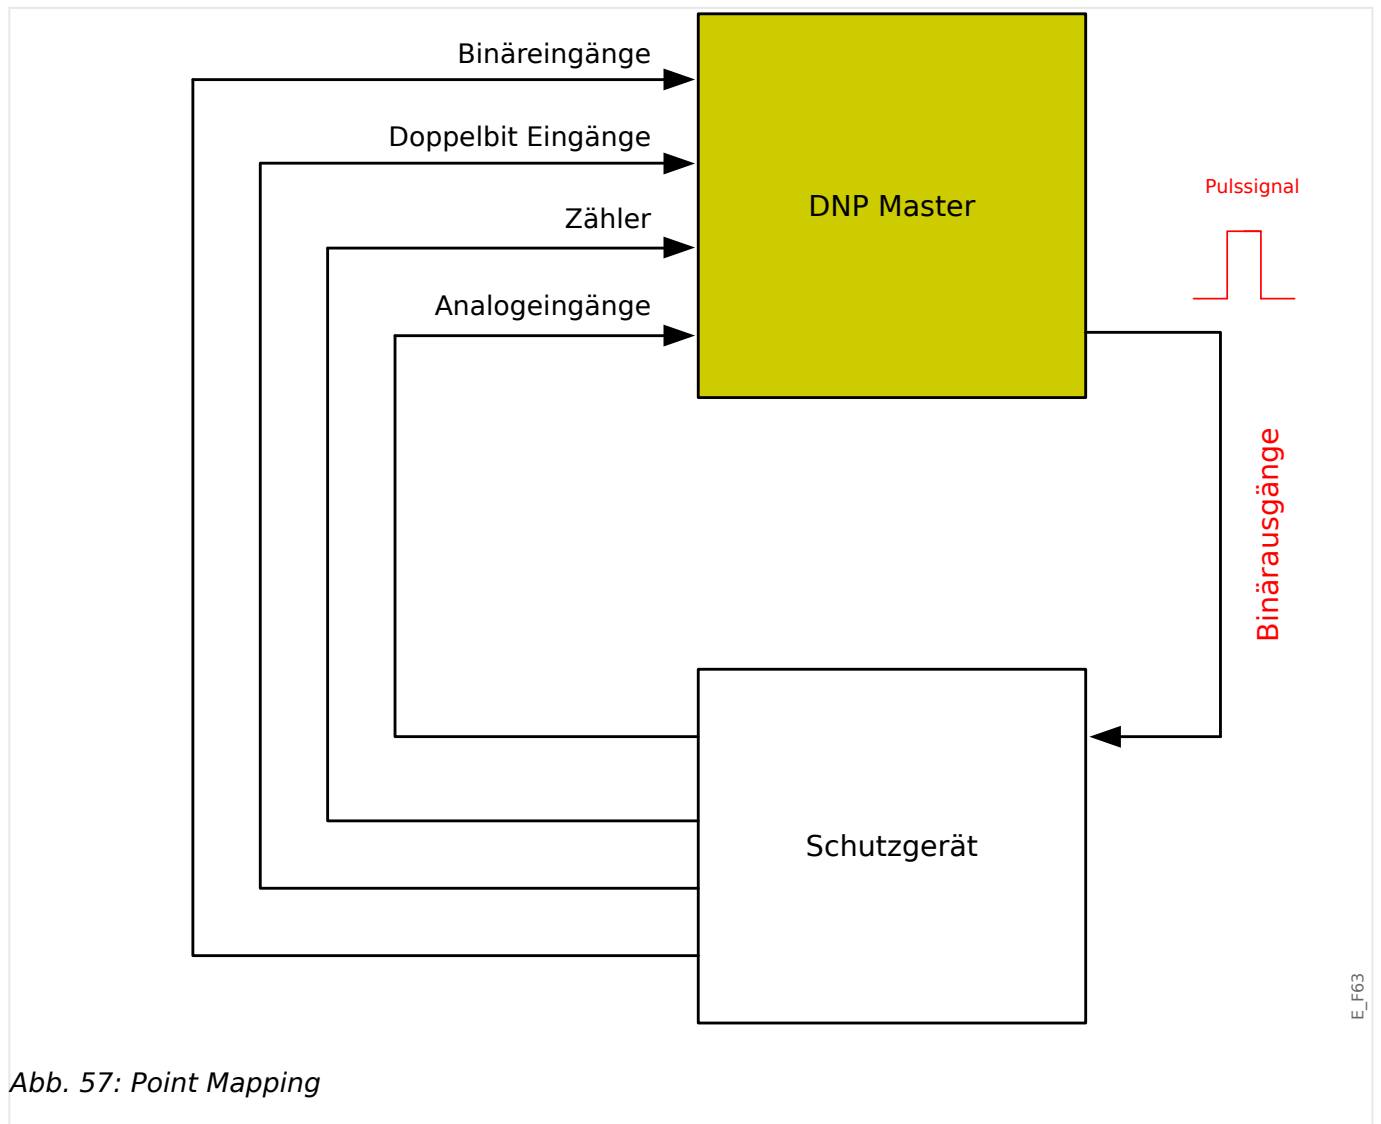 Binäreingänge
Doppelbit Eingänge
Zähler
Analogeingänge
DNP Master
Pulssignal
Binärausgänge
Schutzgerät
E_F63
Abb. 57: Point Mapping